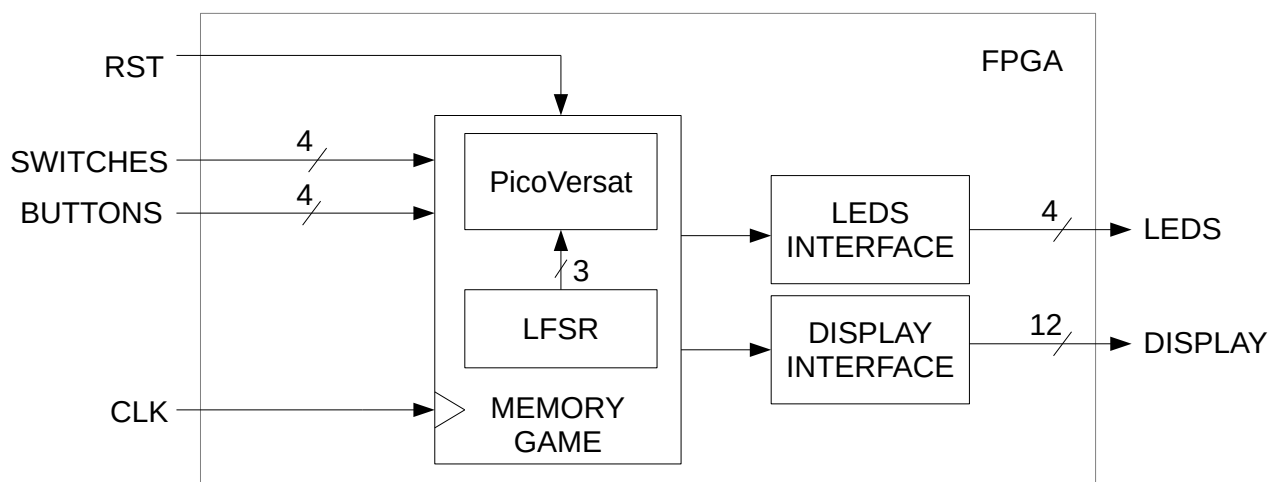 RST
FPGA
SWITCHES
4
BUTTONS
4
PicoVersat
3
LFSR
CLK
MEMORY
GAME
LEDS
INTERFACE
4
LEDS
DISPLAY
INTERFACE
12
DISPLAY